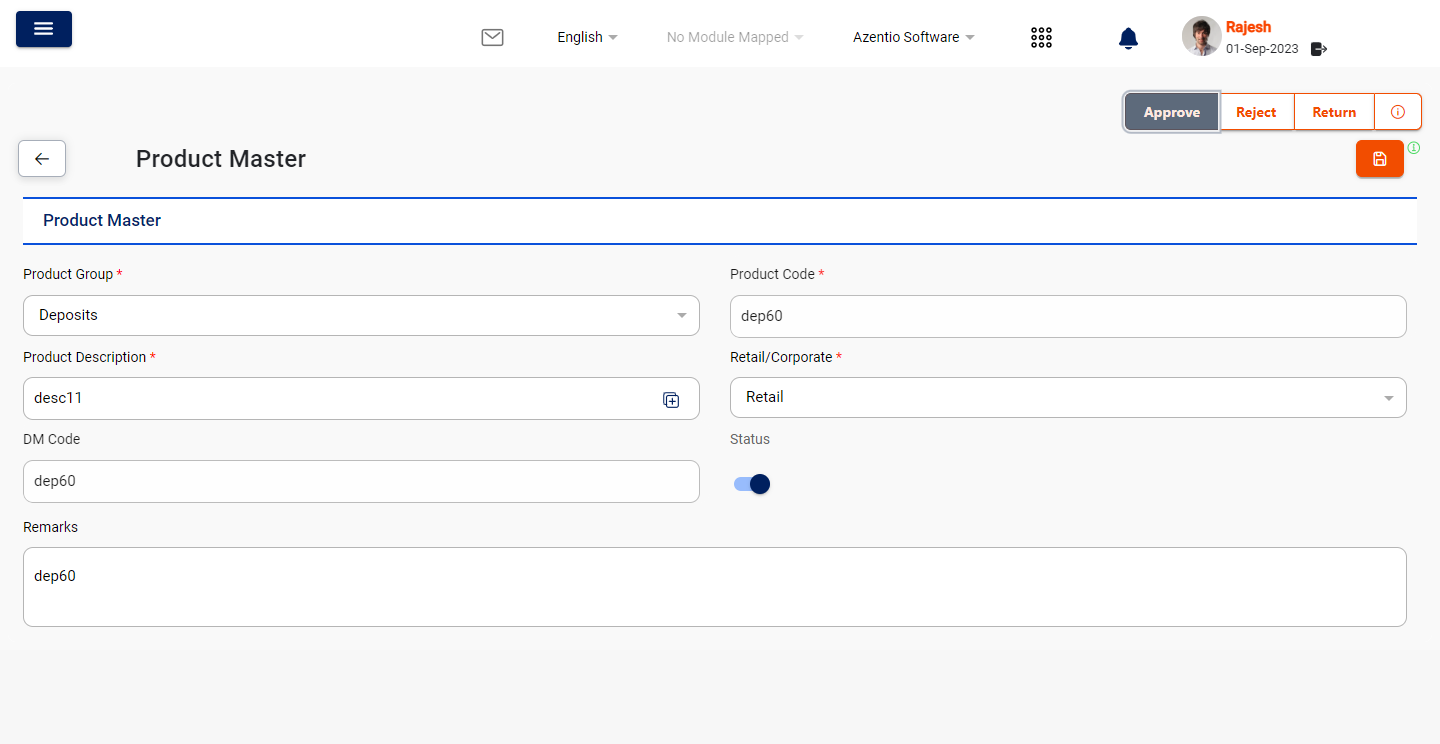 English
No Module Mapped
Azentio Software
Rajesh
01-Sep-2023
Approve
Reject
Return
Product Master
Product Master
Product Group *
Product Code *
Deposits
dep60
Product Description *
Retail/Corporate *
desc11
Retail
DM Code
Status
dep60
Remarks
dep60